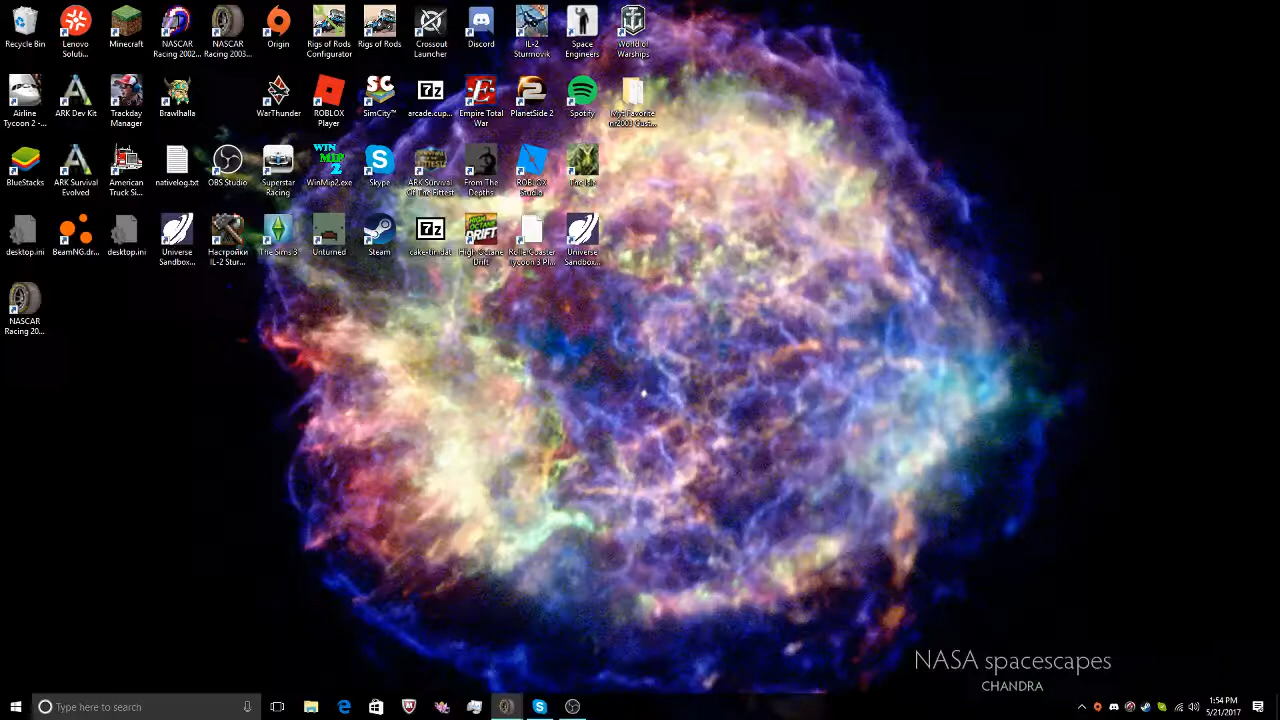 Recycle Bin
Lenovo Soluti...
Minecraft
NASCAR Racing 2002...
NASCAR Racing 2003...
Origin
Rigs of Rods Configurator
Rigs of Rods
Crossout Launcher
Discord
IL-2 Sturmovik
Space Engineers
World of Warships
Airline Tycoon 2 -...
ARK Dev Kit
Trackday Manager
Brawlhalla
WarThunder
ROBLOX Player
SimCity™
arcade.cup...
Empire Total War
PlanetSide 2
Spotify
BlueStacks
ARK Survival Evolved
American Truck Si...
nativelog.txt
OBS Studio
Superstar Racing
WinMip2.exe
Skype
ARK Survival Of The Fittest
From The Depths
ROBLOX Studio
The Isle
desktop.ini
BeamNG.dr...
desktop.ini
Universe Sandbox...
Настройки IL-2 Stur...
The Sims 3
Unturned
Steam
High Octane Drift
RollerCoaster Tycoon 3 Pl...
Universe Sandbox...
NASCAR Racing 20...
NASA spacescapes
CHANDRA
Type here to search
1:54 PM
5/21/2017